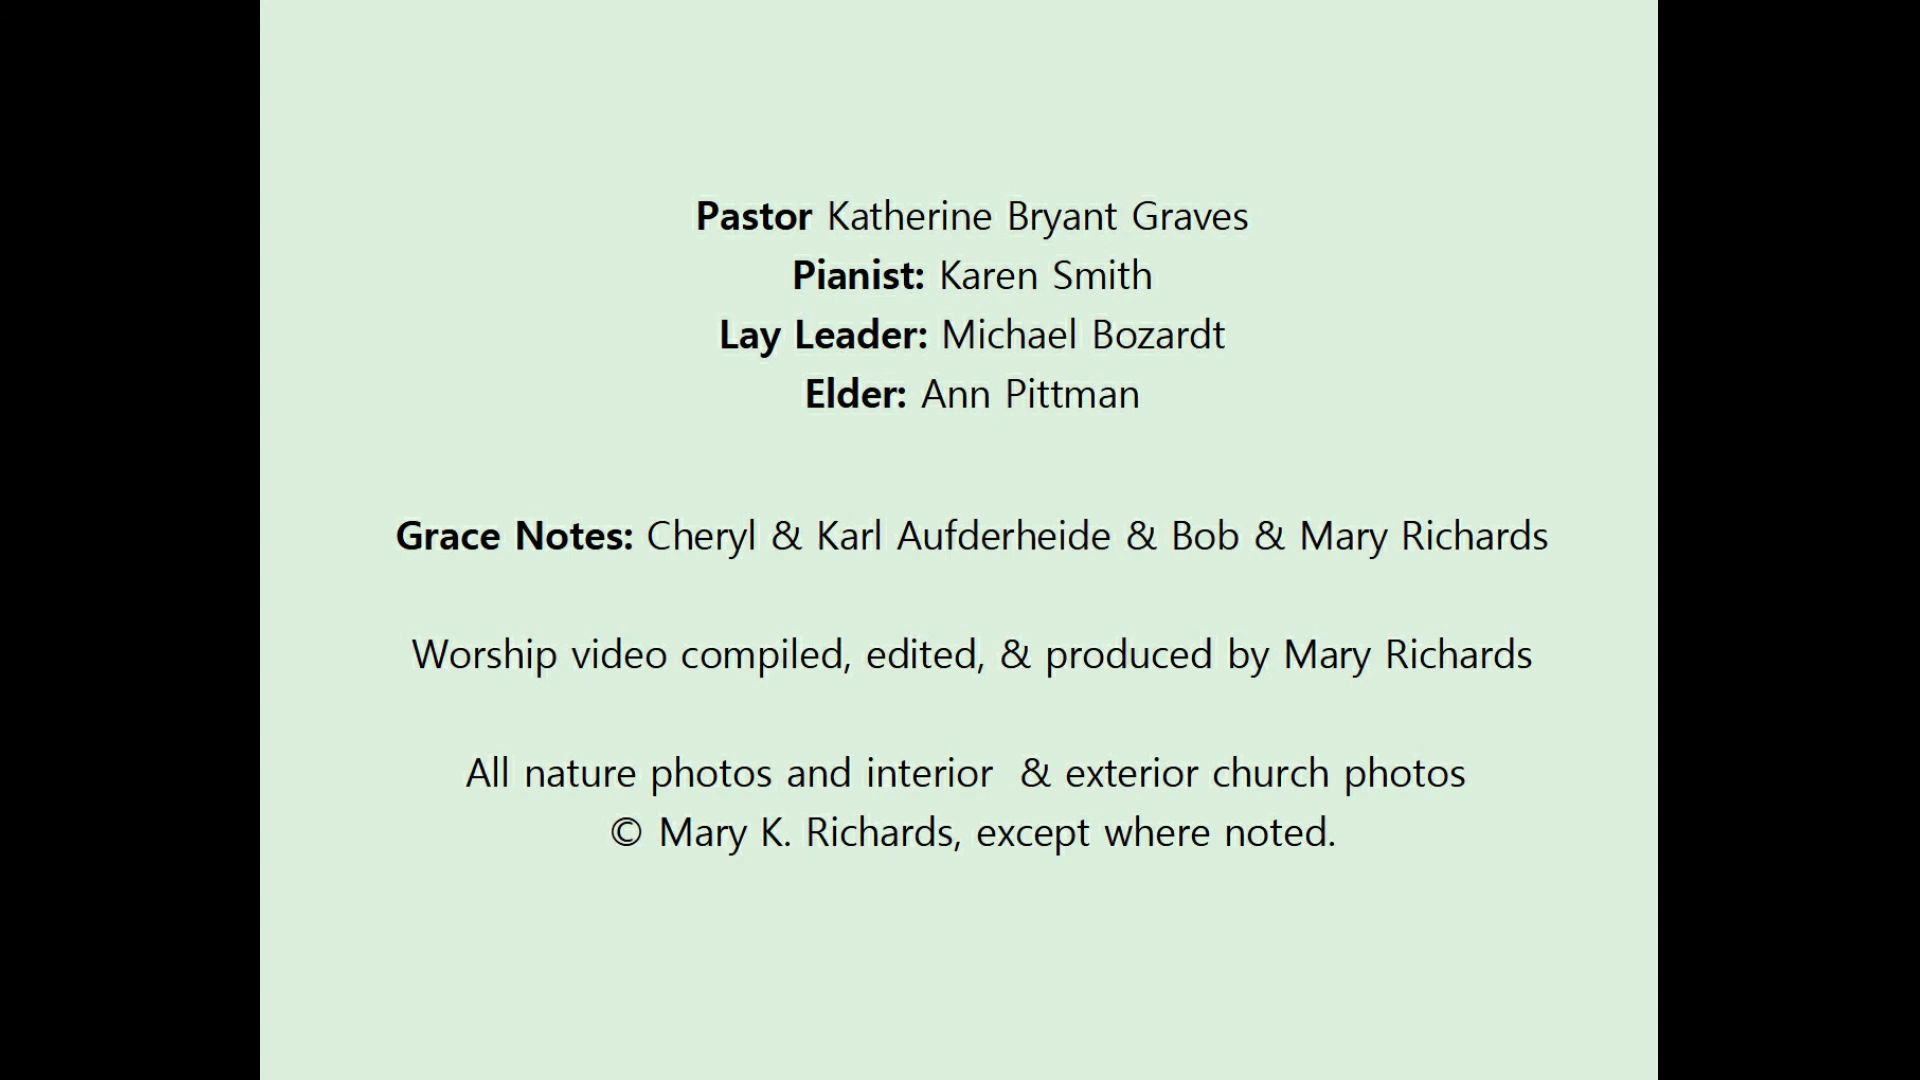 Pastor Katherine Bryant Graves
Pianist: Karen Smith
Lay Leader: Michael Bozardt
Elder: Ann Pittman
Grace Notes: Cheryl & Karl Aufderheide & Bob & Mary Richards
Worship video compiled, edited, & produced by Mary Richards
All nature photos and interior  & exterior church photos
© Mary K. Richards, except where noted.